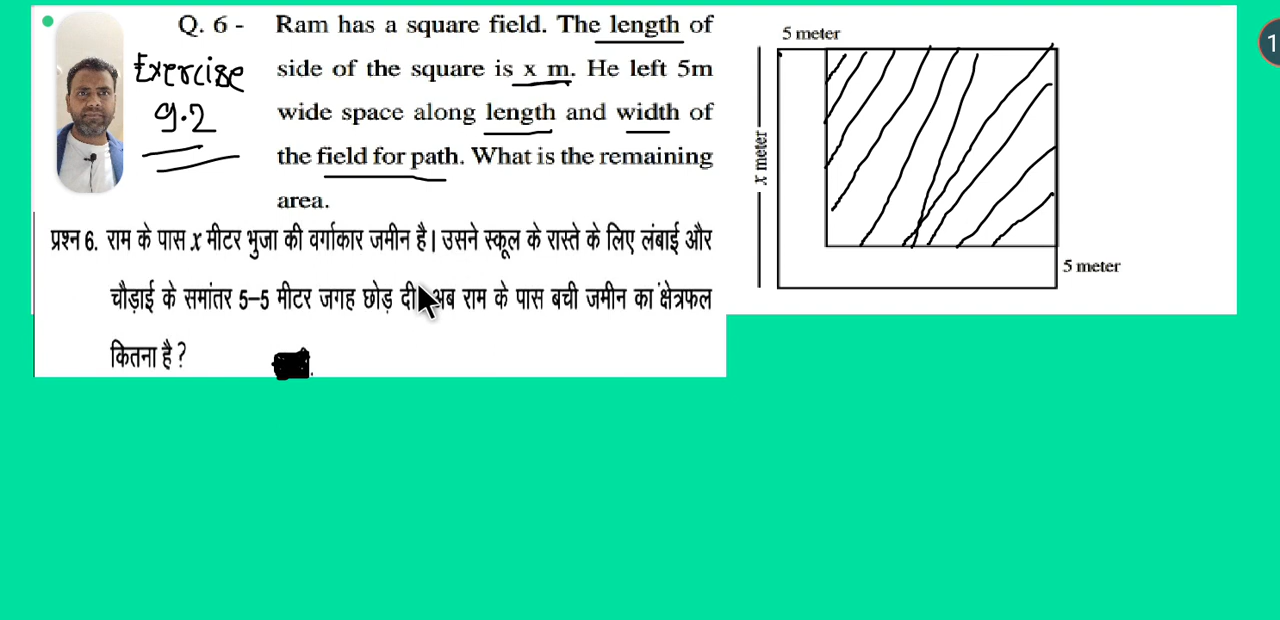 Q. 6 - Ram has a square field. The length of
Exercise
9.2
side of the square is x m. He left 5m
wide space along length and width of
the field for path. What is the remaining
area.
प्रश्न 6. राम के पास x मीटर भुजा की वर्गाकार जमीन है। उसने स्कूल के रास्ते के लिए लंबाई और
चौड़ाई के समांतर 5–5 मीटर जगह छोड़ दी अब राम के पास बची जमीन का क्षेत्रफल
कितना है?
5 meter
x meter
5 meter
1